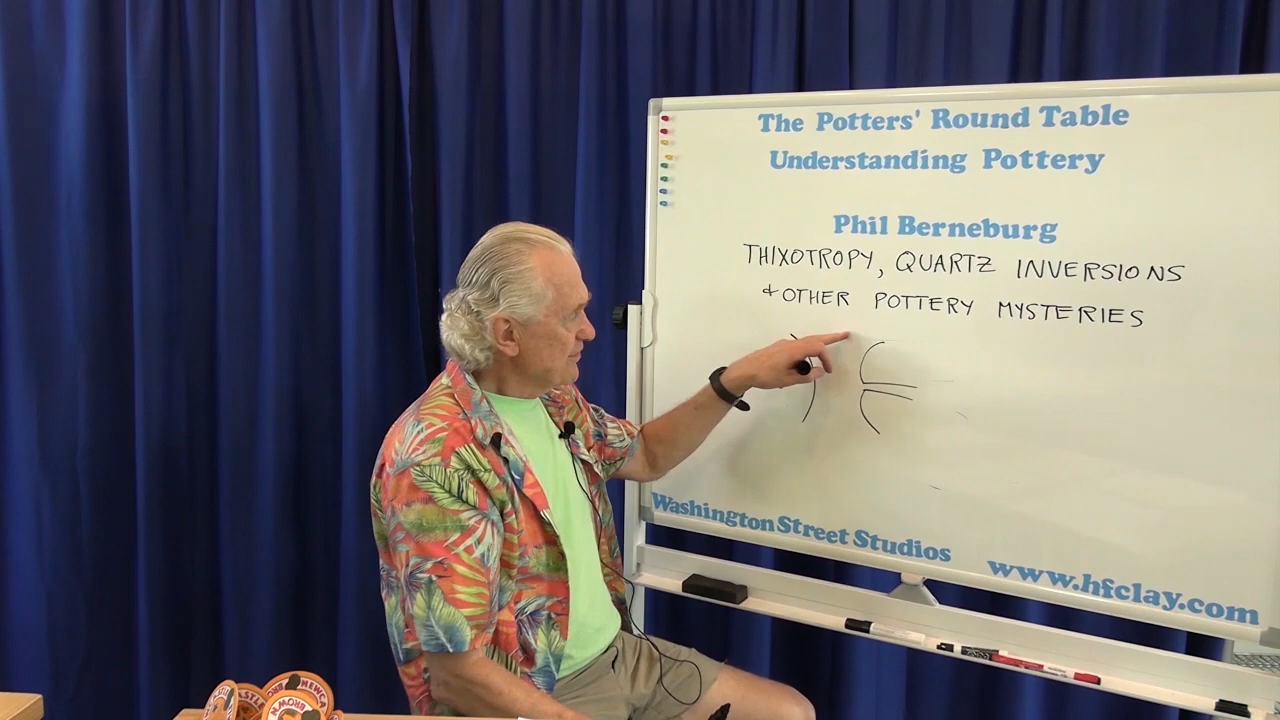 The Potters' Round Table
Understanding Pottery
Phil Berneburg
THIXOTROPY, QUARTZ INVERSIONS
& OTHER POTTERY MYSTERIES
Washington Street Studios
www.hfclay.com
BROWN